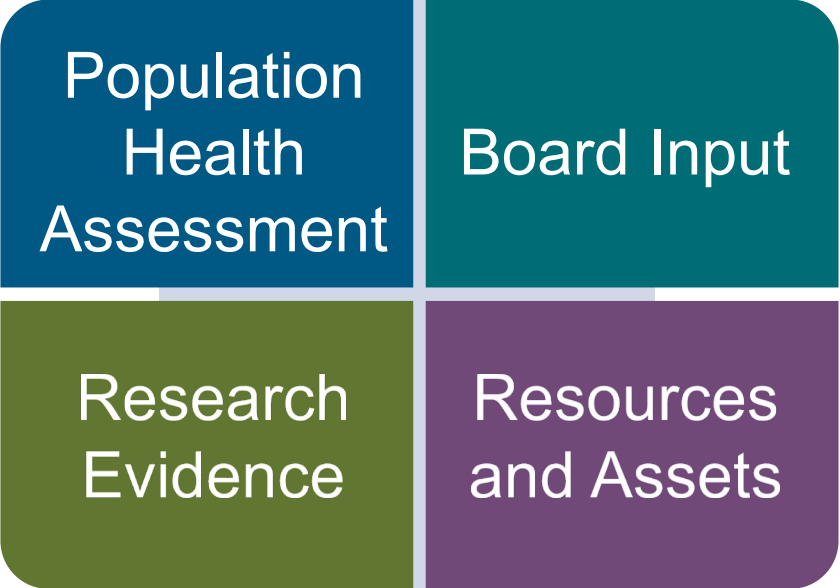 Population
Health
Assessment
Board Input
Research
Evidence
Resources
and Assets